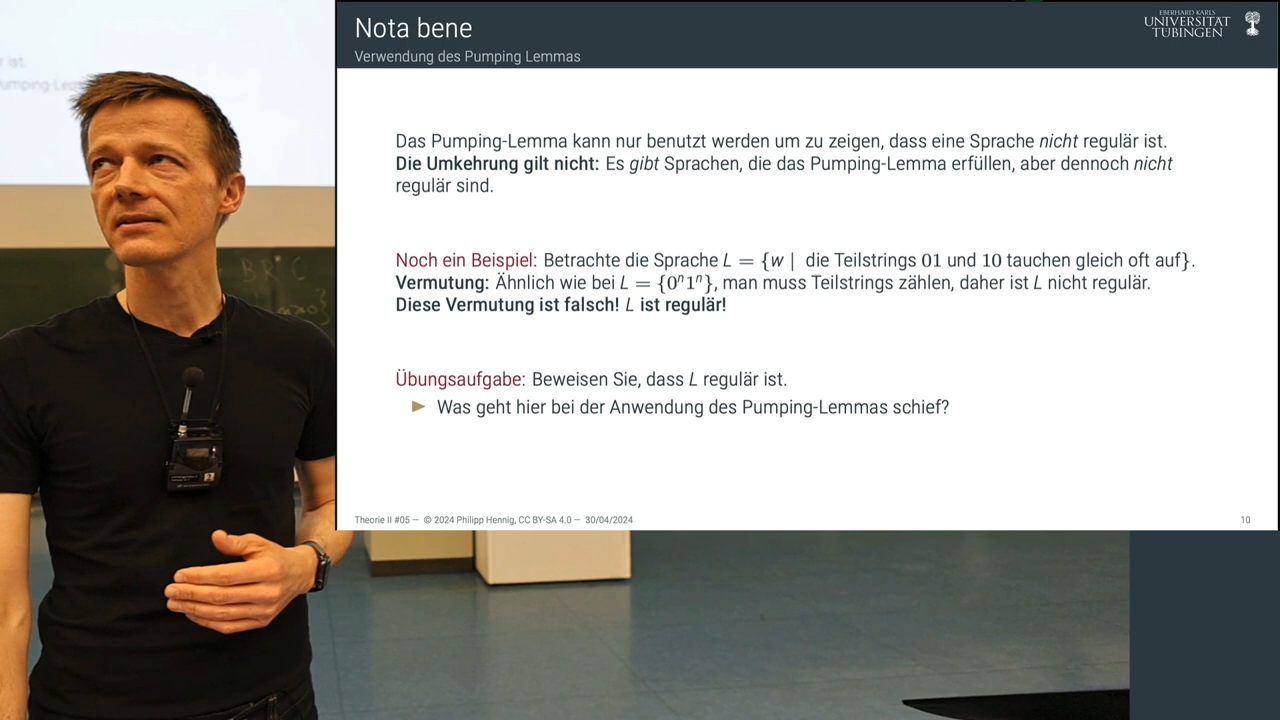 Nota bene
Verwendung des Pumping Lemmas
EBERHARD KARLS
UNIVERSITÄT
TÜBINGEN
Das Pumping-Lemma kann nur benutzt werden um zu zeigen, dass eine Sprache nicht regulär ist.
Die Umkehrung gilt nicht: Es gibt Sprachen, die das Pumping-Lemma erfüllen, aber dennoch nicht
regulär sind.
Noch ein Beispiel: Betrachte die Sprache L = {w | die Teilstrings 01 und 10 tauchen gleich oft auf}.
Vermutung: Ähnlich wie bei L = {0ⁿ1ⁿ}, man muss Teilstrings zählen, daher ist L nicht regulär.
Diese Vermutung ist falsch! L ist regulär!
Übungsaufgabe: Beweisen Sie, dass L regulär ist.
▶ Was geht hier bei der Anwendung des Pumping-Lemmas schief?
Theorie II #05 — © 2024 Philipp Hennig, CC BY-SA 4.0 — 30/04/2024
10
r ist.
B R C